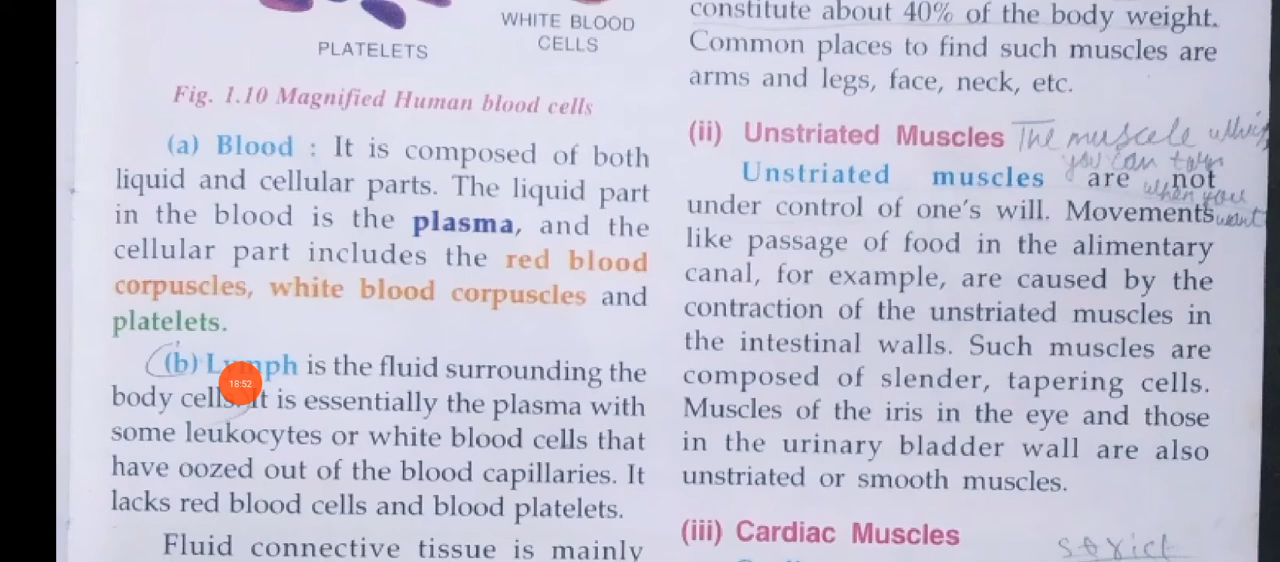 PLATELETS
WHITE BLOOD
CELLS
Fig. 1.10 Magnified Human blood cells
(a) Blood : It is composed of both
liquid and cellular parts. The liquid part
in the blood is the plasma, and the
cellular part includes the red blood
corpuscles, white blood corpuscles and
platelets.
(b) Lymph is the fluid surrounding the
18:52
body cells. It is essentially the plasma with
some leukocytes or white blood cells that
have oozed out of the blood capillaries. It
lacks red blood cells and blood platelets.
Fluid connective tissue is mainly
constitute about 40% of the body weight.
Common places to find such muscles are
arms and legs, face, neck, etc.
(ii) Unstriated Muscles The muscele
you can
when you
want
Unstriated muscles are not
under control of one's will. Movements
like passage of food in the alimentary
canal, for example, are caused by the
contraction of the unstriated muscles in
the intestinal walls. Such muscles are
composed of slender, tapering cells.
Muscles of the iris in the eye and those
in the urinary bladder wall are also
unstriated or smooth muscles.
(iii) Cardiac Muscles